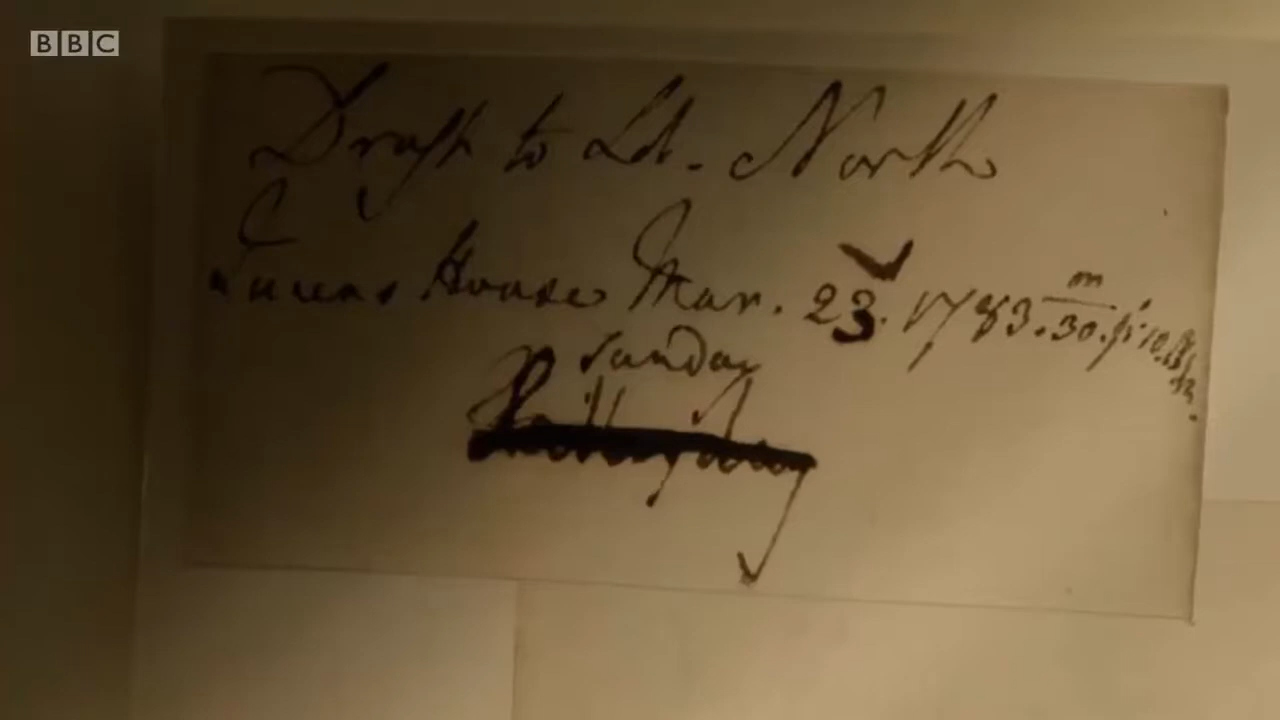 BBC
Draft to Ld. North
Queens House Mar. 23. 1783. m
30. pt. 10.
Sunday